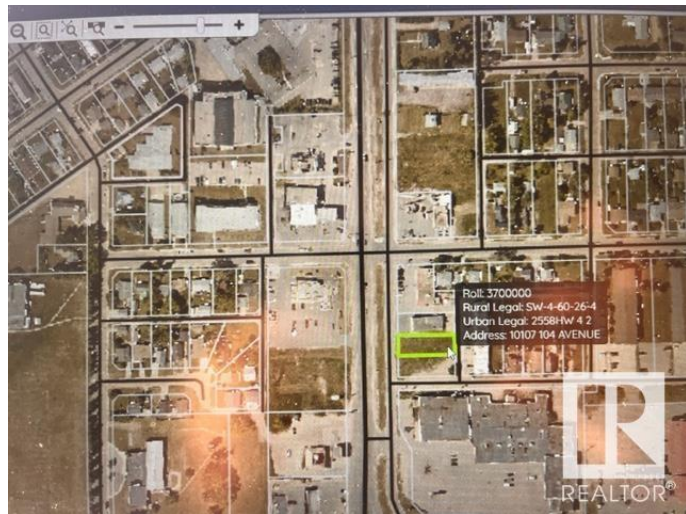 Roll: 3700000
Rural Legal: SW-4-60-26-4
Urban Legal: 2558HW 4 2
Address: 10107 104 AVENUE
R
REALTOR®